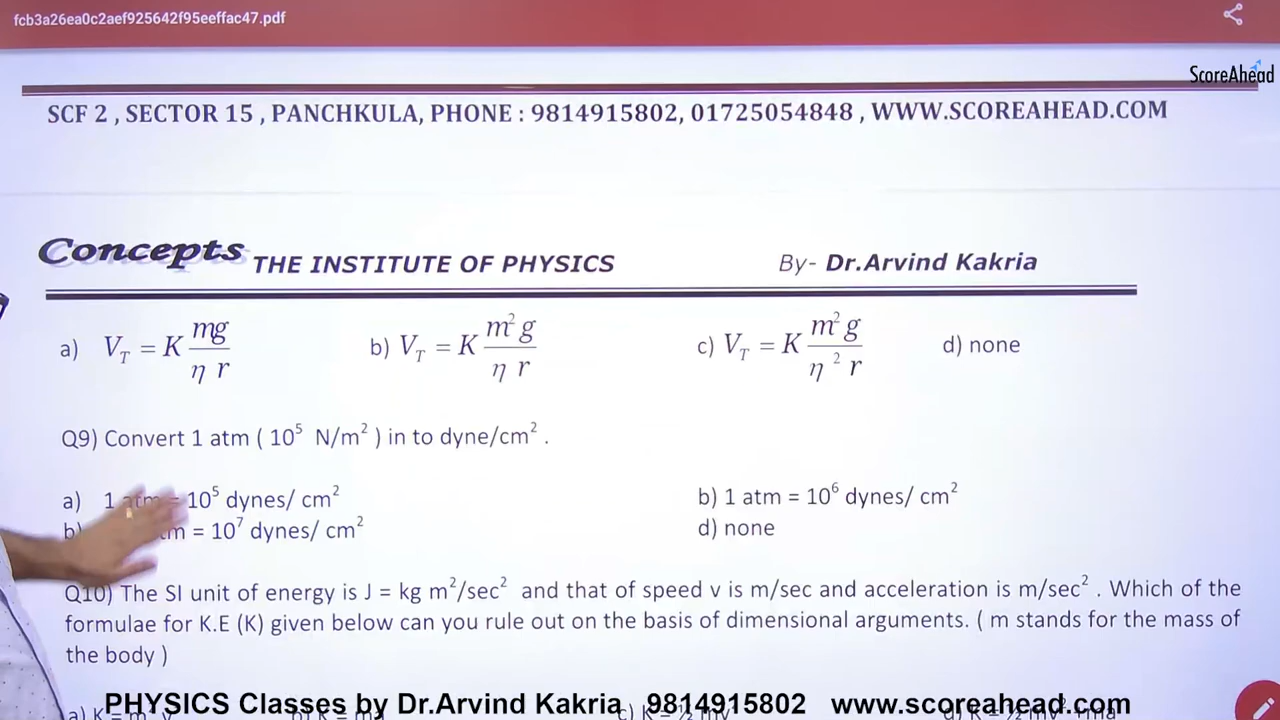 fcb3a26ea0c2aef925642f95eeffac47.pdf
ScoreAhead
SCF 2 , SECTOR 15 , PANCHKULA, PHONE : 9814915802, 01725054848 , WWW.SCOREAHEAD.COM
Concepts THE INSTITUTE OF PHYSICS By- Dr.Arvind Kakria
a) V_T = K mg / η r b) V_T = K m² g / η r c) V_T = K m² g / η ² r d) none
Q9) Convert 1 atm ( 10⁵ N/m² ) in to dyne/cm² .
a) 1 atm = 10⁵ dynes/ cm² b) 1 atm = 10⁶ dynes/ cm²
b) = 10⁷ dynes/ cm² d) none
Q10) The SI unit of energy is J = kg m²/sec² and that of speed v is m/sec and acceleration is m/sec² . Which of the
formulae for K.E (K) given below can you rule out on the basis of dimensional arguments. ( m stands for the mass of
the body )
PHYSICS Classes by Dr.Arvind Kakria 9814915802 www.scoreahead.com